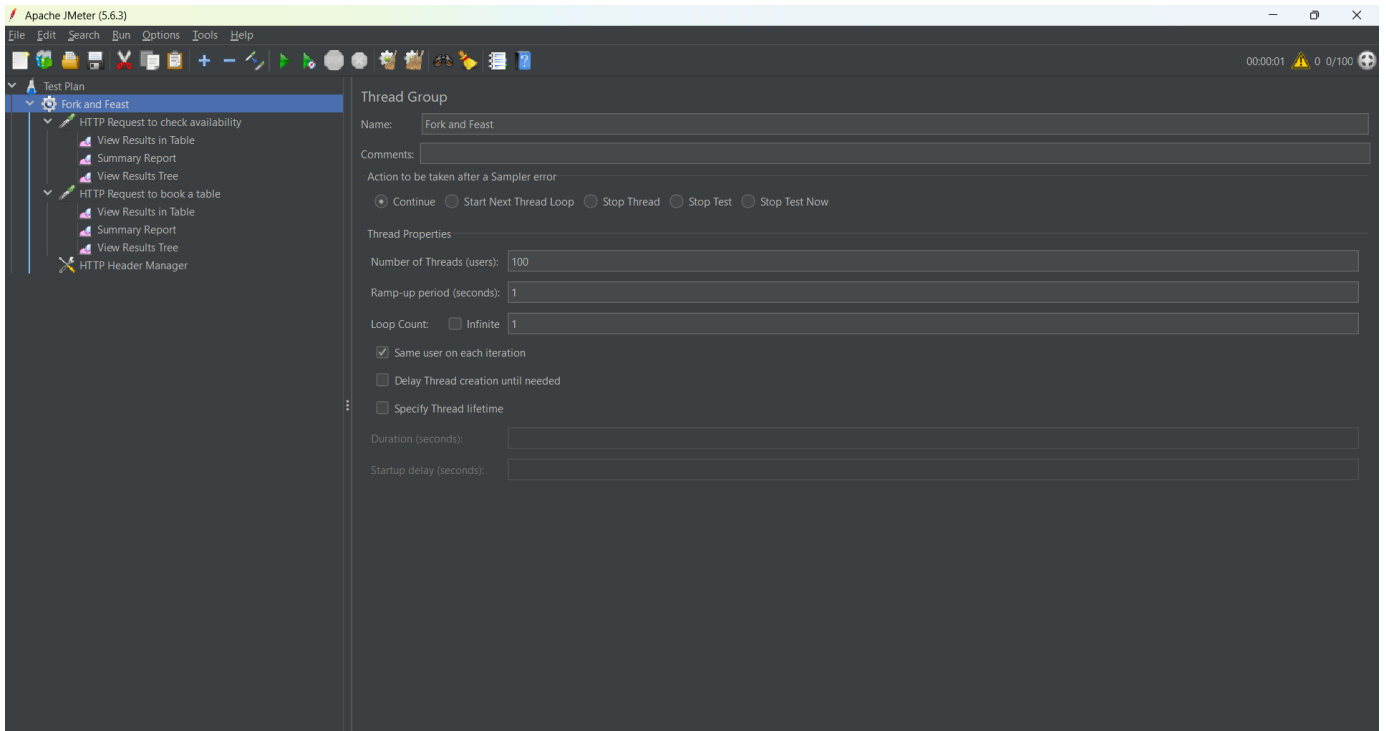 Apache JMeter (5.6.3)
File Edit Search Run Options Tools Help
00:00:01 0 0/100
Test Plan
Fork and Feast
HTTP Request to check availability
View Results in Table
Summary Report
View Results Tree
HTTP Request to book a table
View Results in Table
Summary Report
View Results Tree
HTTP Header Manager
Thread Group
Name: Fork and Feast
Comments:
Action to be taken after a Sampler error
Continue Start Next Thread Loop Stop Thread Stop Test Stop Test Now
Thread Properties
Number of Threads (users): 100
Ramp-up period (seconds): 1
Loop Count: Infinite 1
Same user on each iteration
Delay Thread creation until needed
Specify Thread lifetime
Duration (seconds):
Startup delay (seconds):